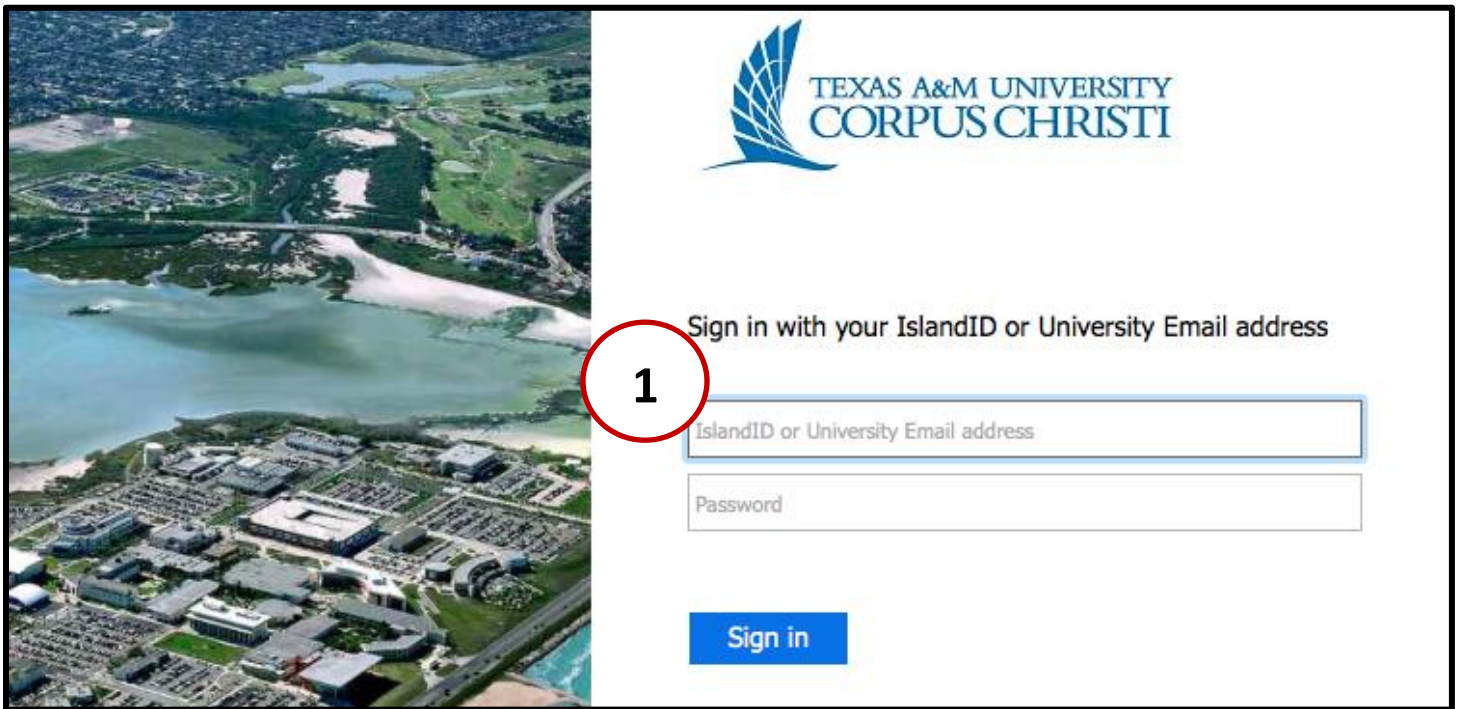 TEXAS A&M UNIVERSITY
CORPUS CHRISTI
Sign in with your IslandID or University Email address
1
IslandID or University Email address
Password
Sign in